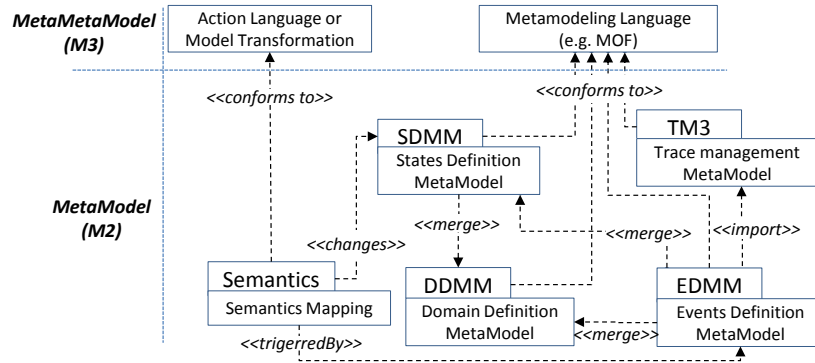 MetaMetaModel
(M3)
Action Language or
Model Transformation
Metamodeling Language
(e.g. MOF)
<<conforms to>>
<<conforms to>>
SDMM
States Definition
MetaModel
TM3
Trace management
MetaModel
MetaModel
(M2)
<<merge>>
<<merge>>
<<import>>
<<changes>>
Semantics
Semantics Mapping
DDMM
Domain Definition
MetaModel
EDMM
Events Definition
MetaModel
<<merge>>
<<trigerredBy>>